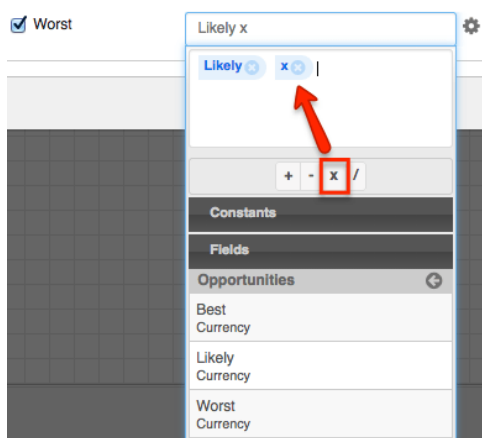 Worst
Likely x
Likely x
+ - x /
Constants
Fields
Opportunities
Best
Currency
Likely
Currency
Worst
Currency